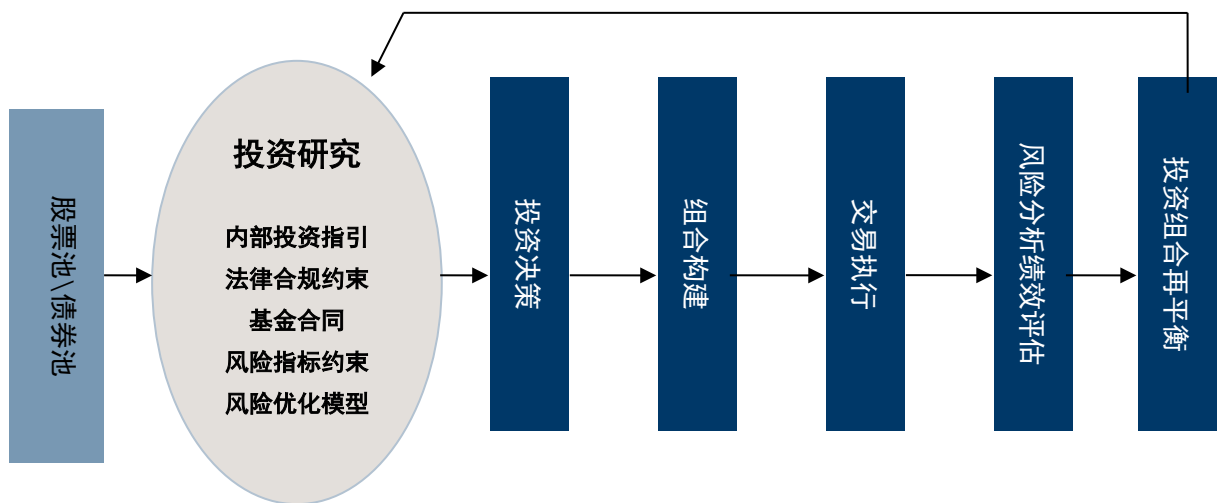 股票池\债券池
投资研究
内部投资指引
法律合规约束
基金合同
风险指标约束
风险优化模型
投资决策
组合构建
交易执行
风险分析绩效评估
投资组合再平衡